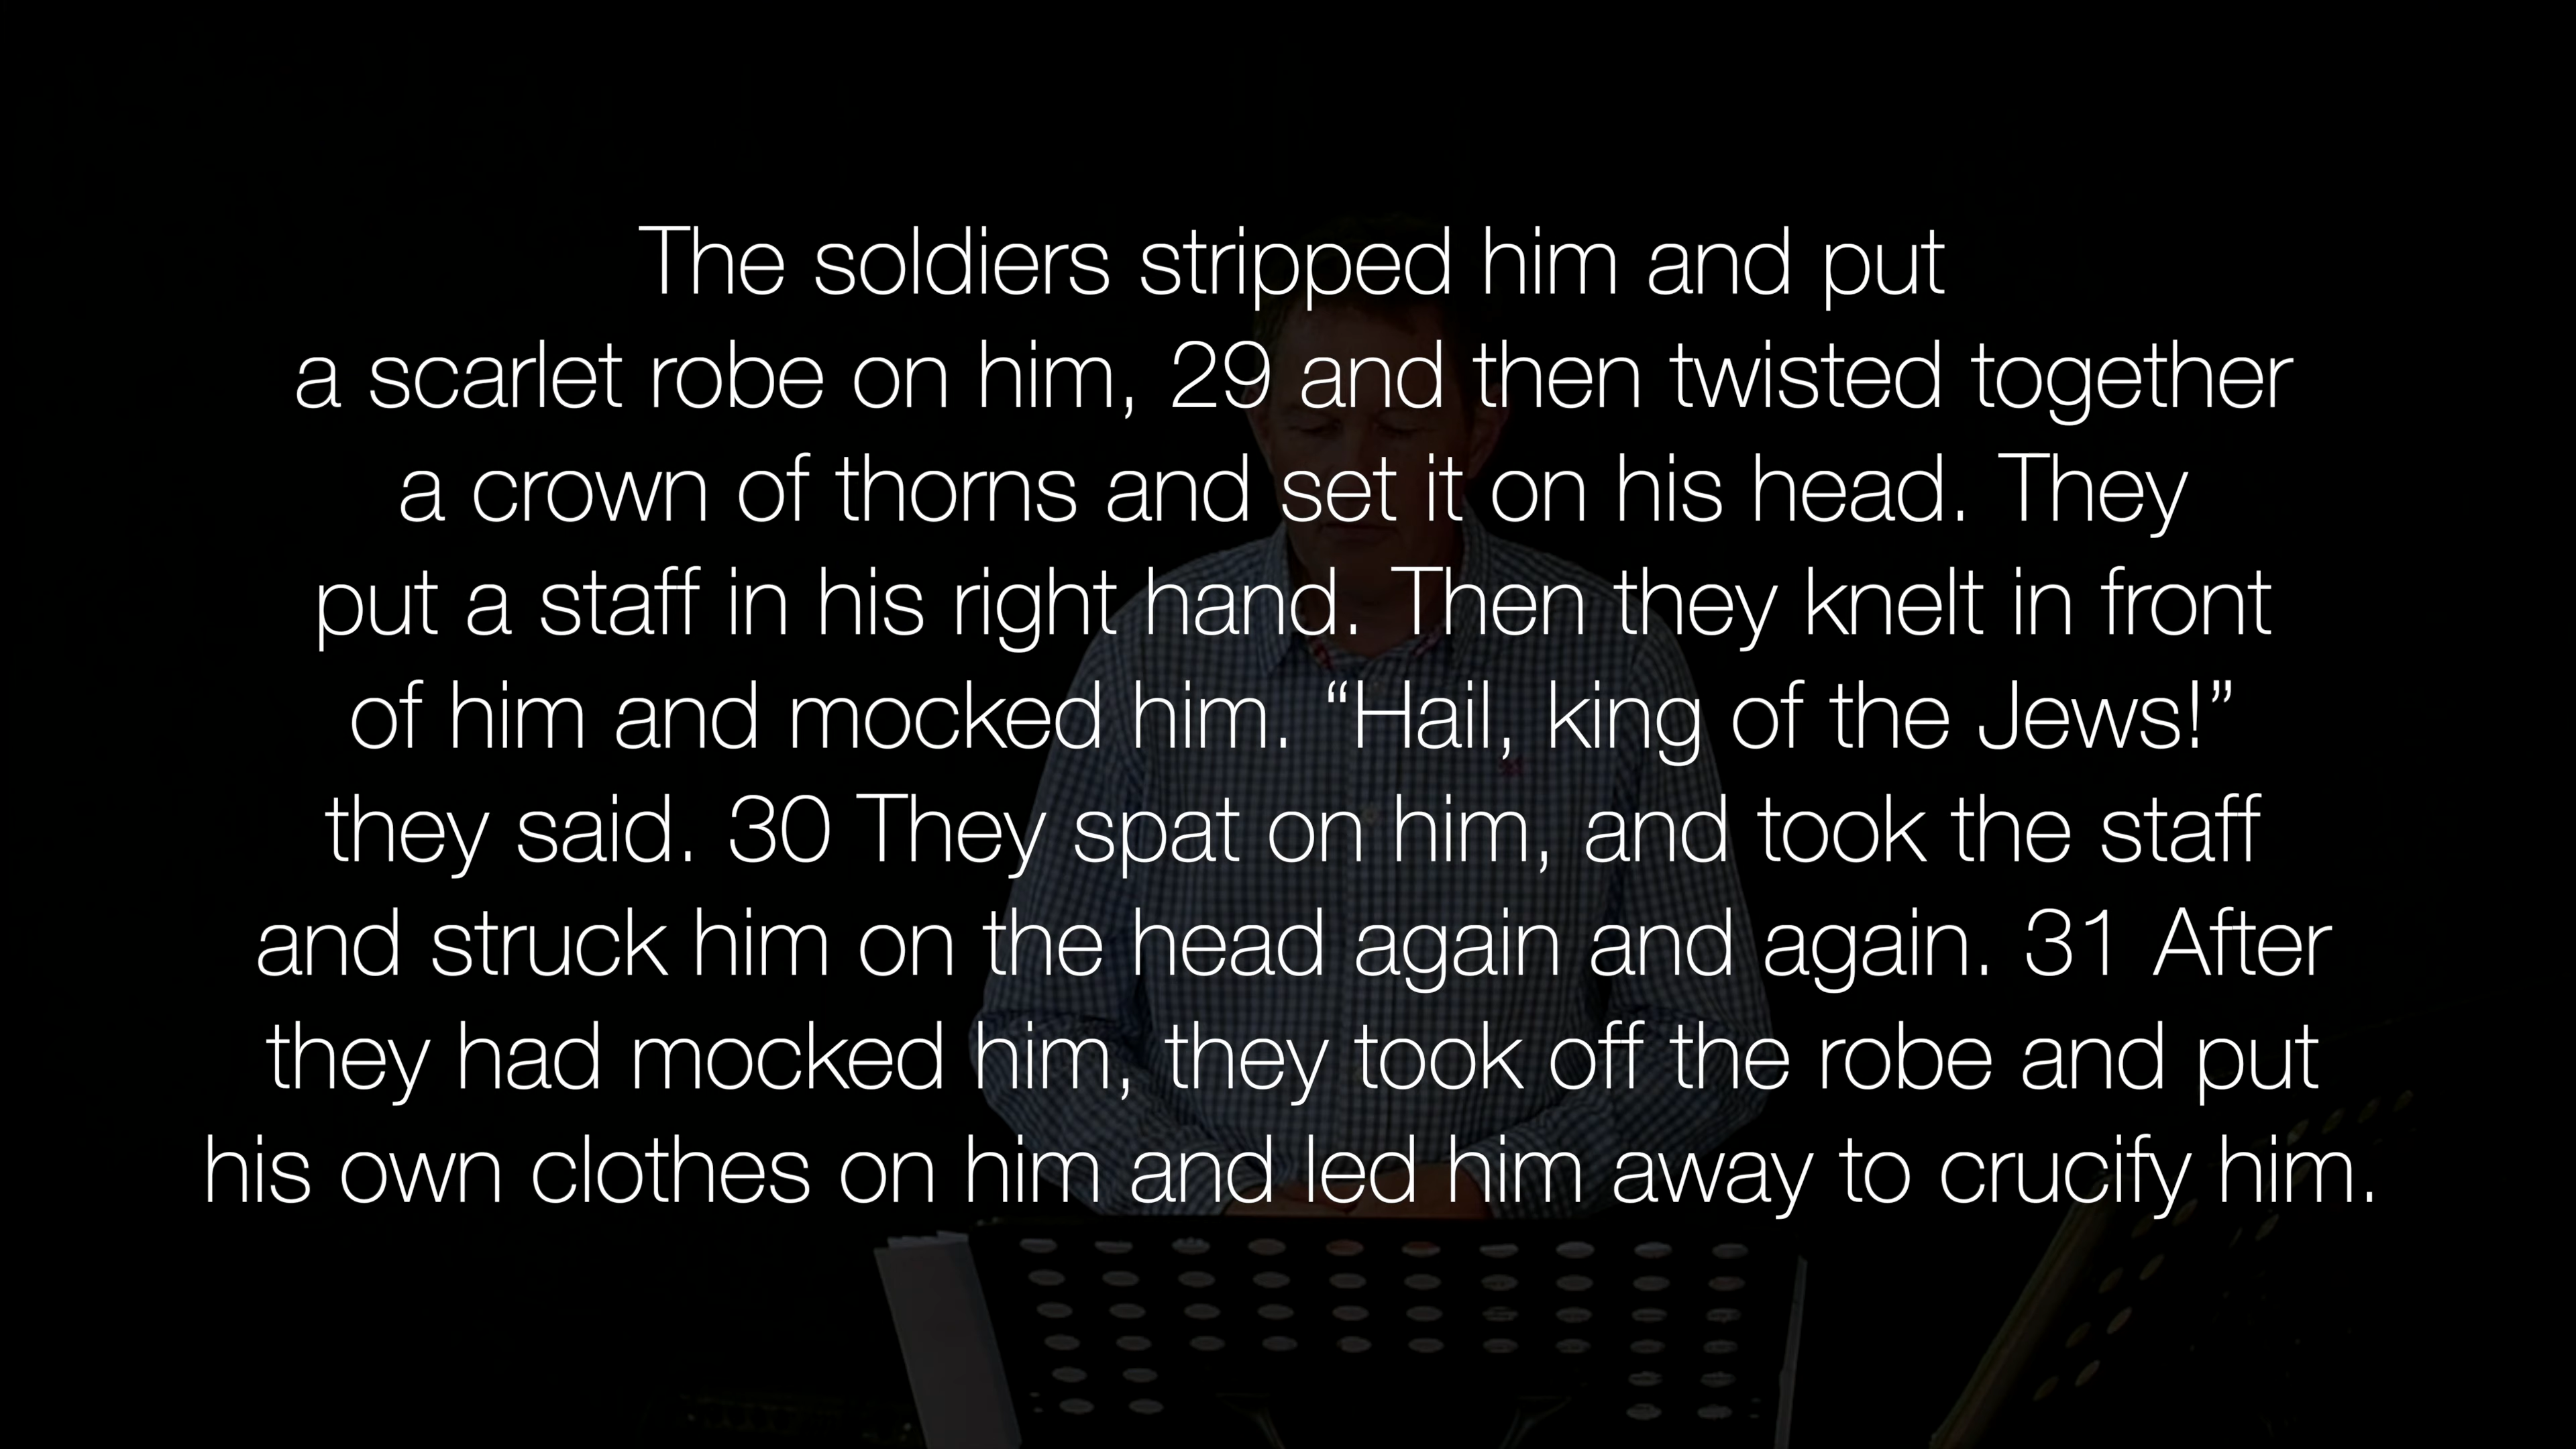 The soldiers stripped him and put
a scarlet robe on him, 29 and then twisted together
a crown of thorns and set it on his head. They
put a staff in his right hand. Then they knelt in front
of him and mocked him. “Hail, king of the Jews!”
they said. 30 They spat on him, and took the staff
and struck him on the head again and again. 31 After
they had mocked him, they took off the robe and put
his own clothes on him and led him away to crucify him.